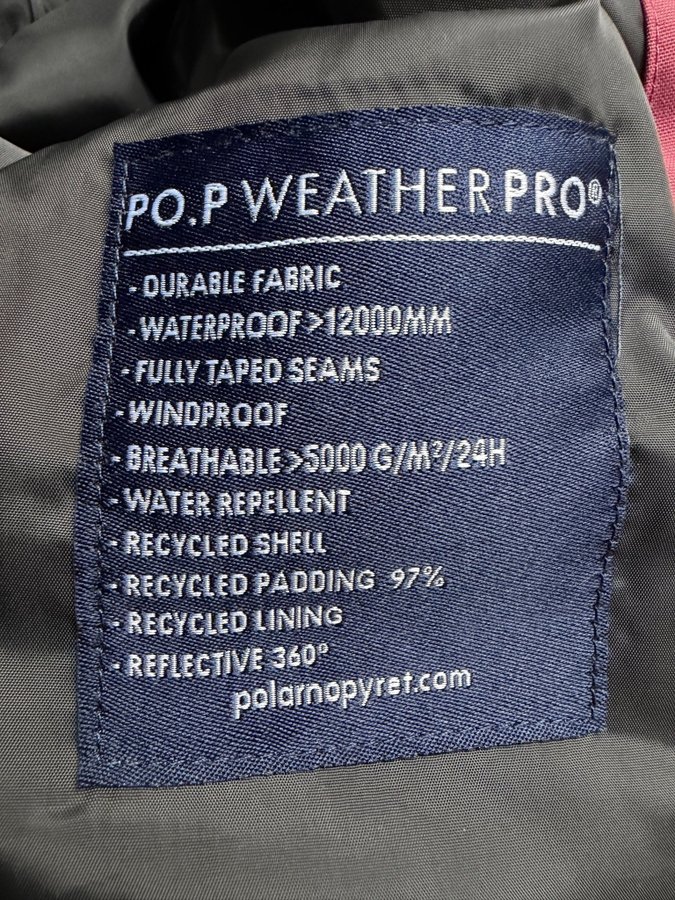 PO.P WEATHER PRO®
- DURABLE FABRIC
- WATERPROOF >12000MM
- FULLY TAPED SEAMS
- WINDPROOF
- BREATHABLE >5000 G/M²/24H
- WATER REPELLENT
- RECYCLED SHELL
- RECYCLED PADDING 97%
- RECYCLED LINING
- REFLECTIVE 360°
polarnopyret.com